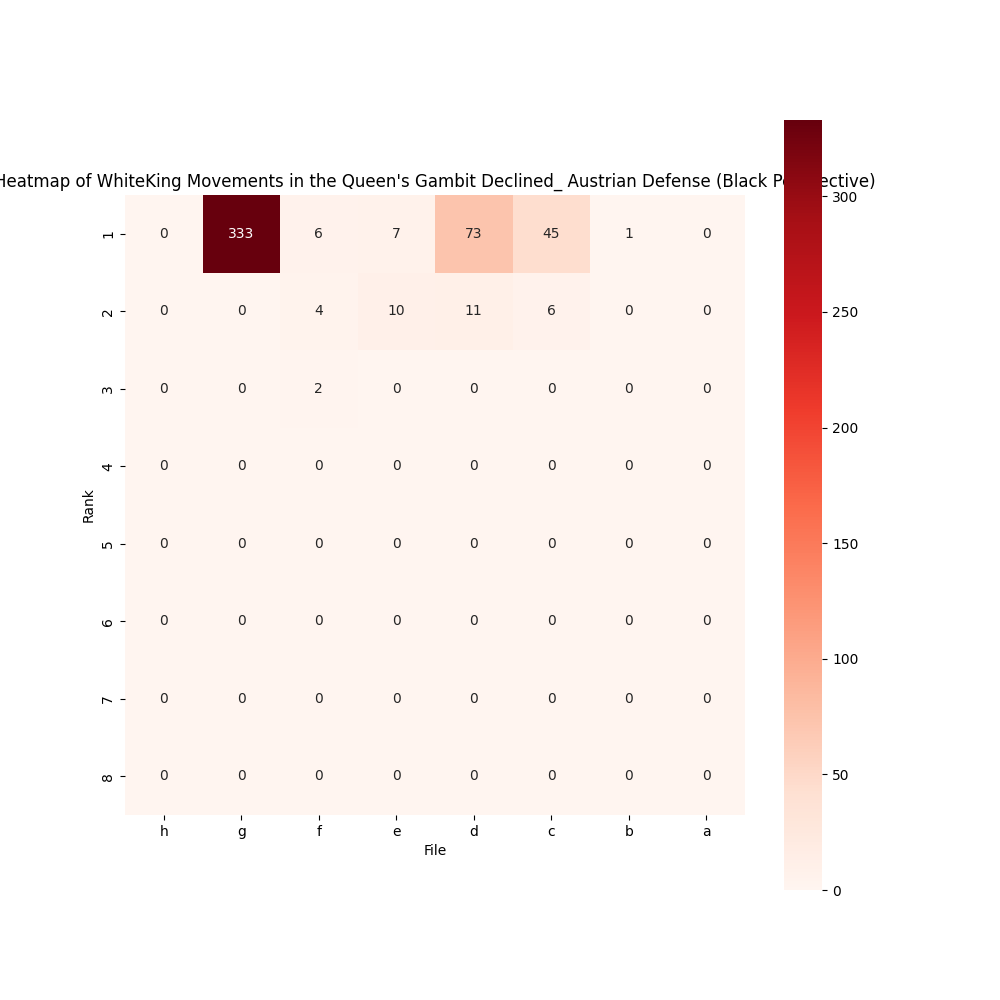 Heatmap of WhiteKing Movements in the Queen's Gambit Declined_ Austrian Defense (Black P ective)
1 0 333 6 7 73 45 1 0
2 0 0 4 10 11 6 0 0
3 0 0 2 0 0 0 0 0
4 0 0 0 0 0 0 0 0
5 0 0 0 0 0 0 0 0
6 0 0 0 0 0 0 0 0
7 0 0 0 0 0 0 0 0
8 0 0 0 0 0 0 0 0
h g f e d c b a
File
Rank
300
250
200
150
100
50
0